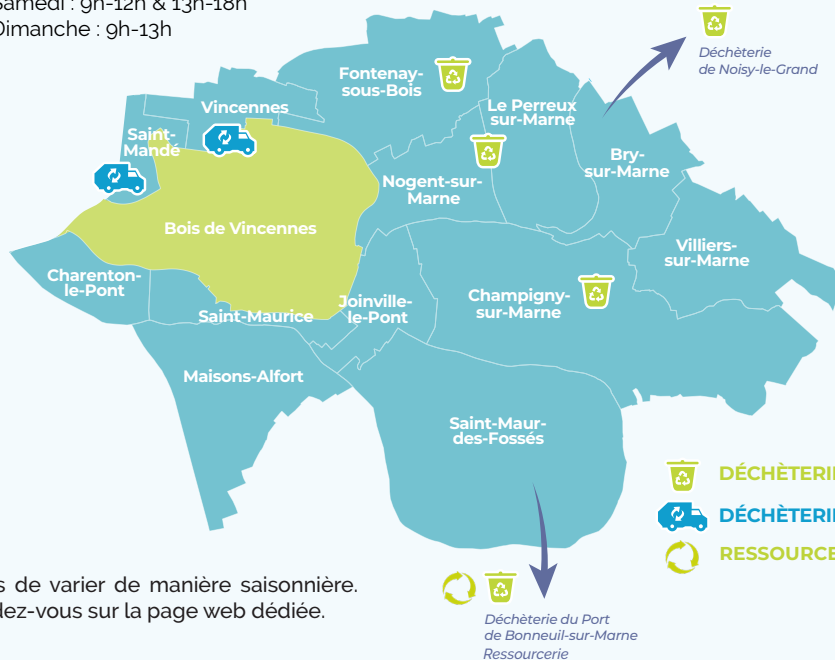 Samedi : 9h-12h & 13h-18h
Dimanche : 9h-13h
Déchèterie
de Noisy-le-Grand
Fontenay-
sous-Bois
Vincennes
Le Perreux
sur-Marne
Saint-
Mandé
Bry-
sur-Marne
Nogent-sur-
Marne
Bois de Vincennes
Villiers-
sur-Marne
Charenton-
le-Pont
Saint-Maurice
Joinville-
le-Pont
Champigny-
sur-Marne
Maisons-Alfort
Saint-Maur-
des-Fossés
DÉCHÈTERIE
DÉCHÈTERIE
RESSOURCE
s de varier de manière saisonnière.
dez-vous sur la page web dédiée.
Déchèterie du Port
de Bonneuil-sur-Marne
Ressourcerie